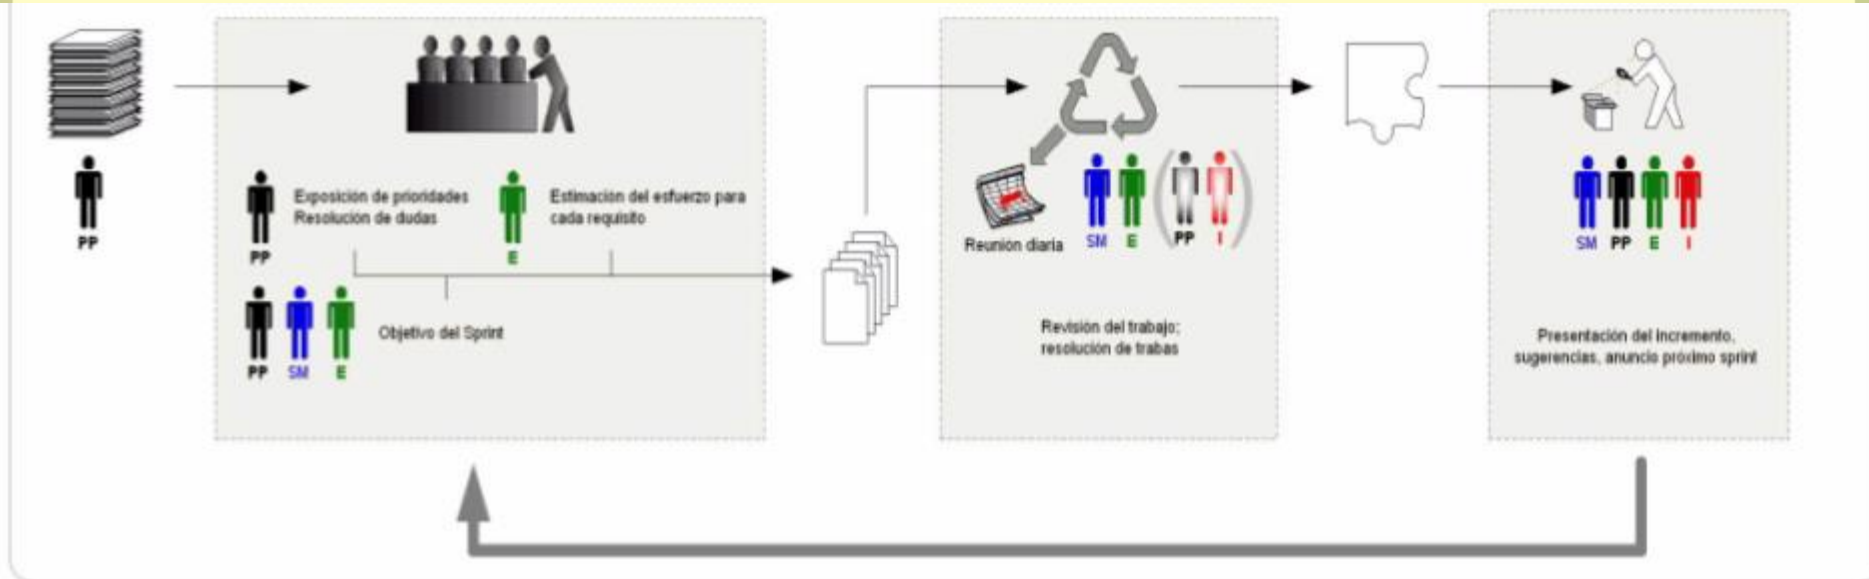 PP
Exposición de prioridades
Resolución de dudas
PP
Estimación del esfuerzo para
cada requisito
E
Objetivo del Sprint
PP SM E
Reunión diaria
SM E PP I
Revisión del trabajo;
resolución de trabas
SM PP E I
Presentación del incremento,
sugerencias, anuncio próximo sprint